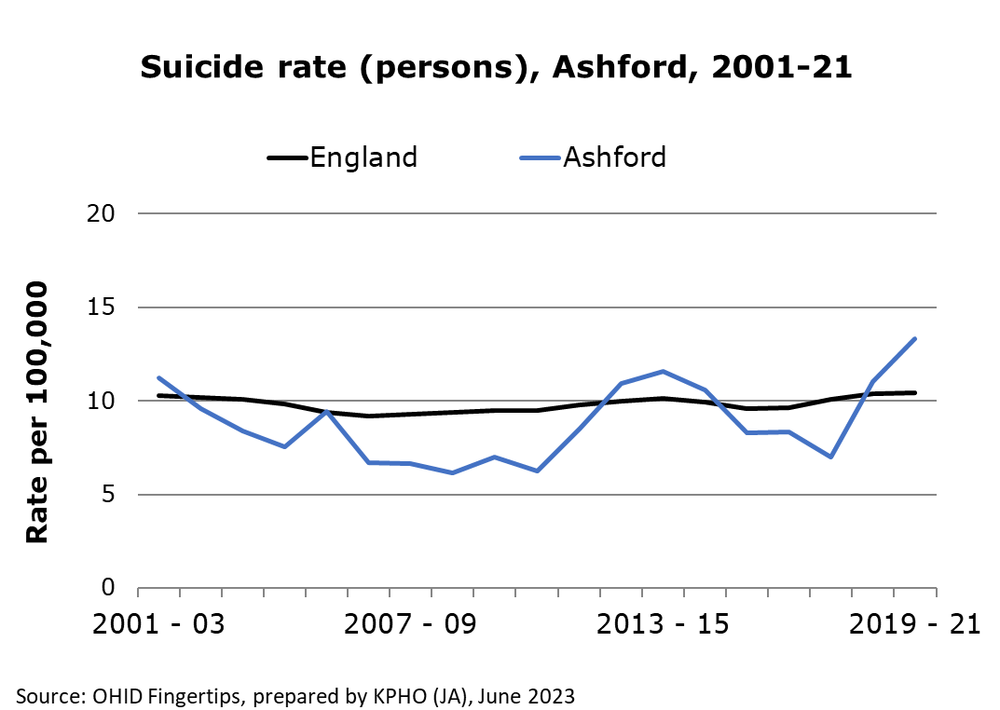 Suicide rate (persons), Ashford, 2001-21
England Ashford
20
15
10
5
0
Rate per 100,000
2001 - 03 2007 - 09 2013 - 15 2019 - 21
Source: OHID Fingertips, prepared by KPHO (JA), June 2023